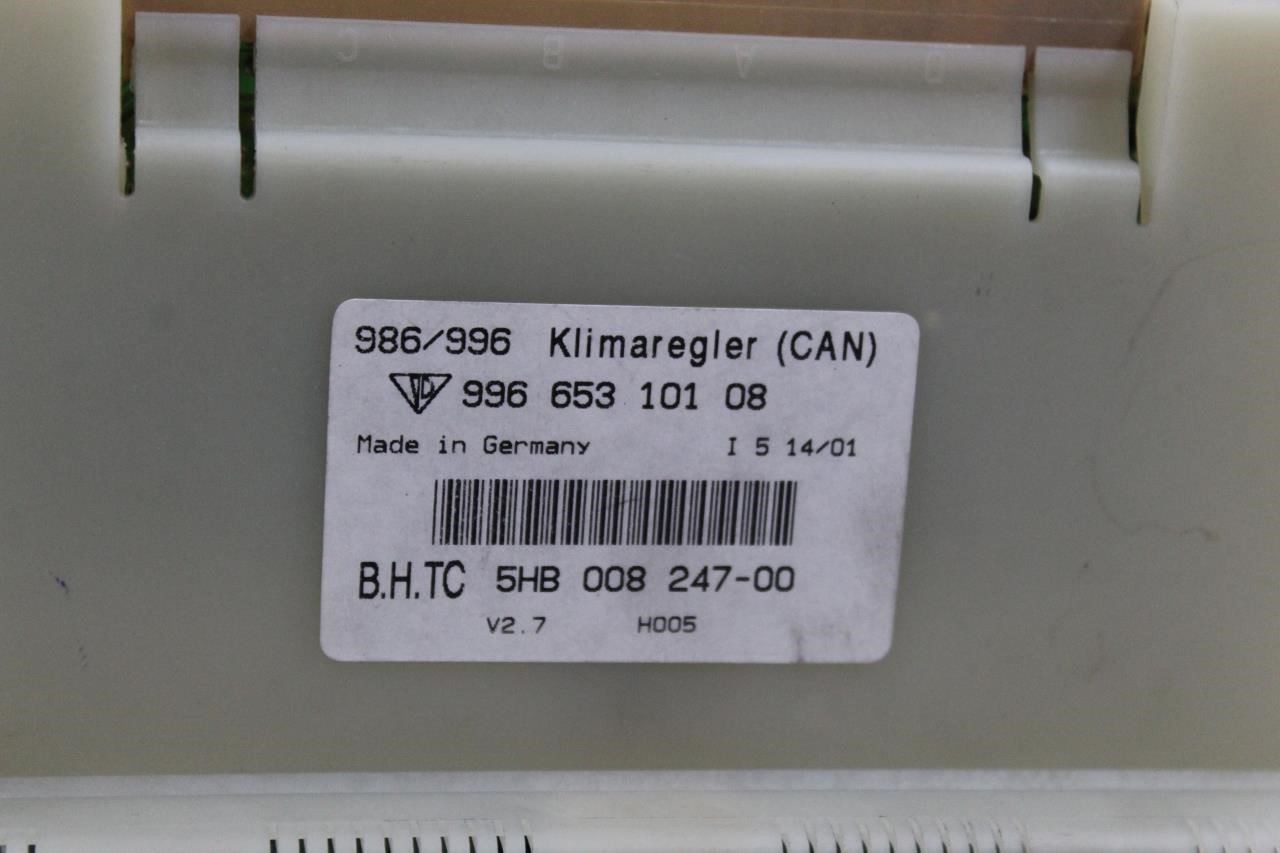 C B A D
986/996 Klimaregler (CAN)
996 653 101 08
Made in Germany I 5 14/01
B.H.TC 5HB 008 247-00
V2.7 H005